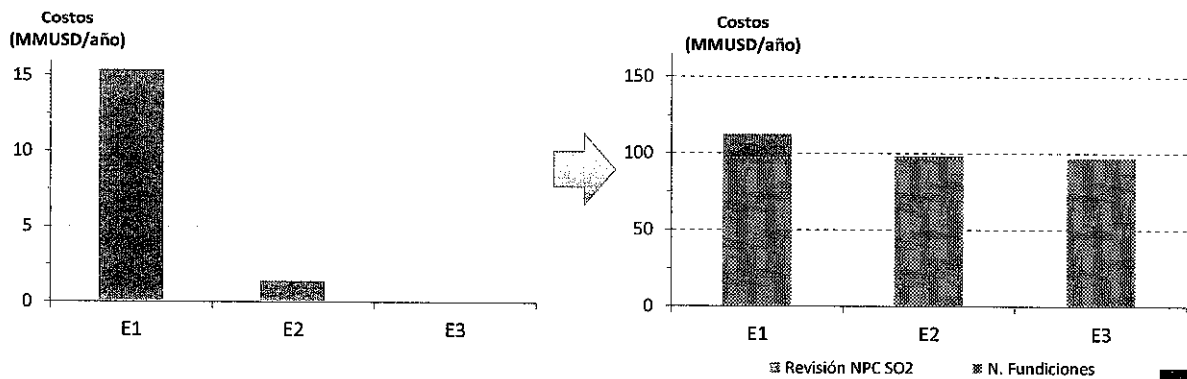 Costos
(MMUSD/año)
15
10
5
0
E1
E2
E3
Costos
(MMUSD/año)
150
100
50
0
E1
E2
E3
Revisión NPC SO2
N. Fundiciones